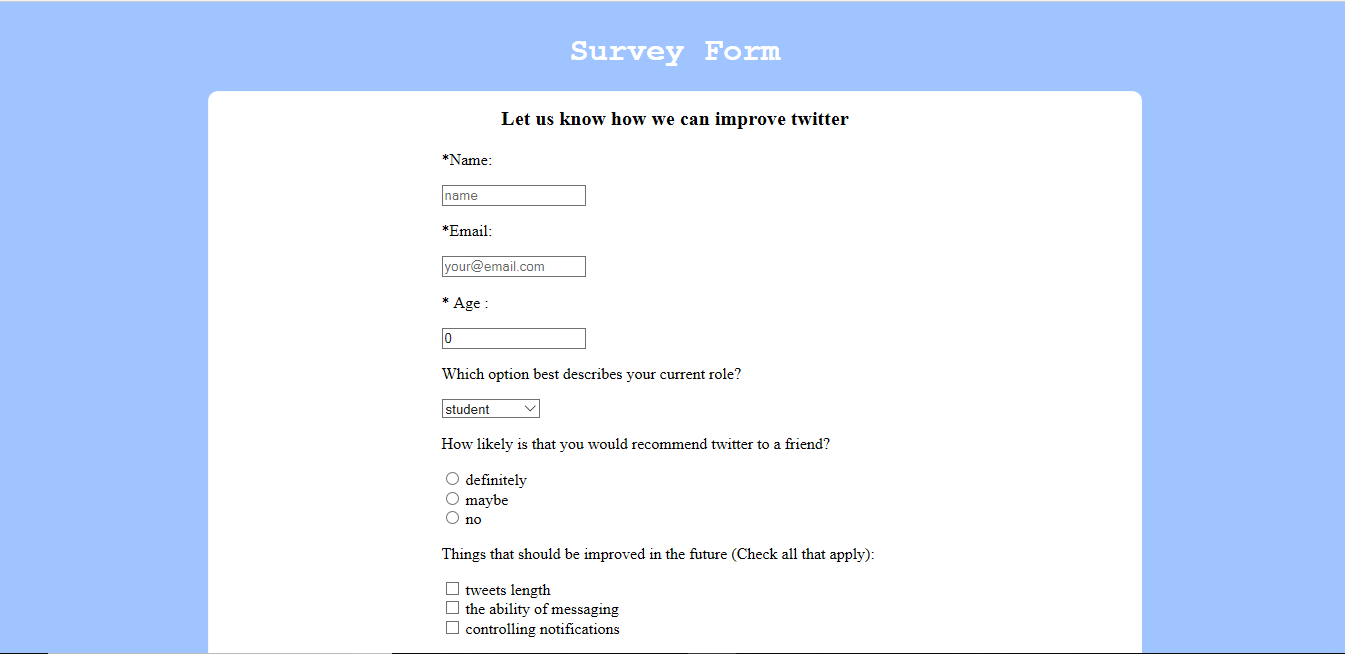 Survey Form
Let us know how we can improve twitter
*Name:
name
*Email:
your@email.com
* Age :
0
Which option best describes your current role?
student
How likely is that you would recommend twitter to a friend?
definitely
maybe
no
Things that should be improved in the future (Check all that apply):
tweets length
the ability of messaging
controlling notifications